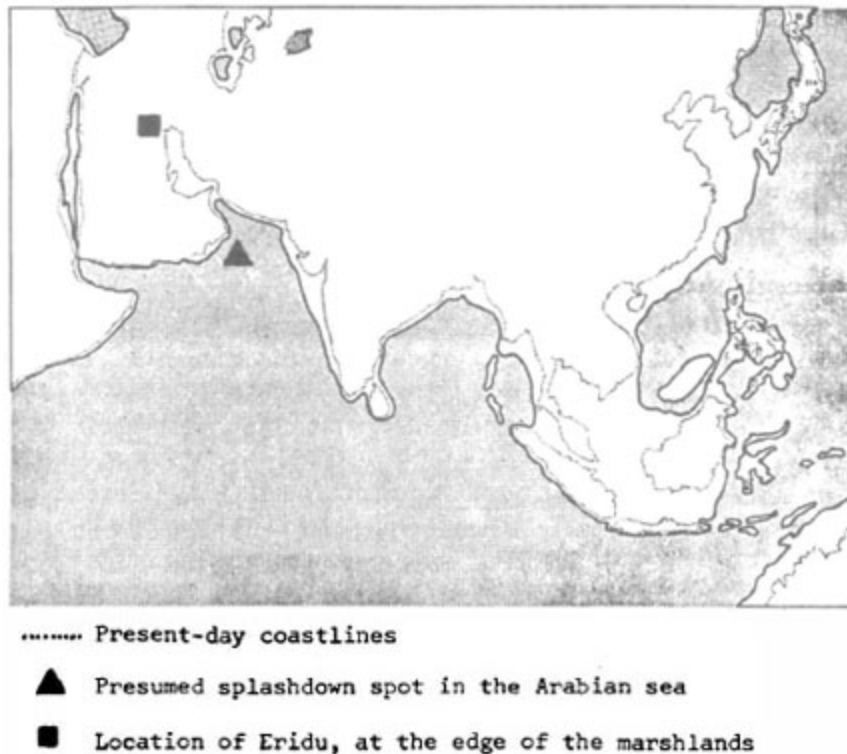 Present-day coastlines
Presumed splashdown spot in the Arabian sea
Location of Eridu, at the edge of the marshlands